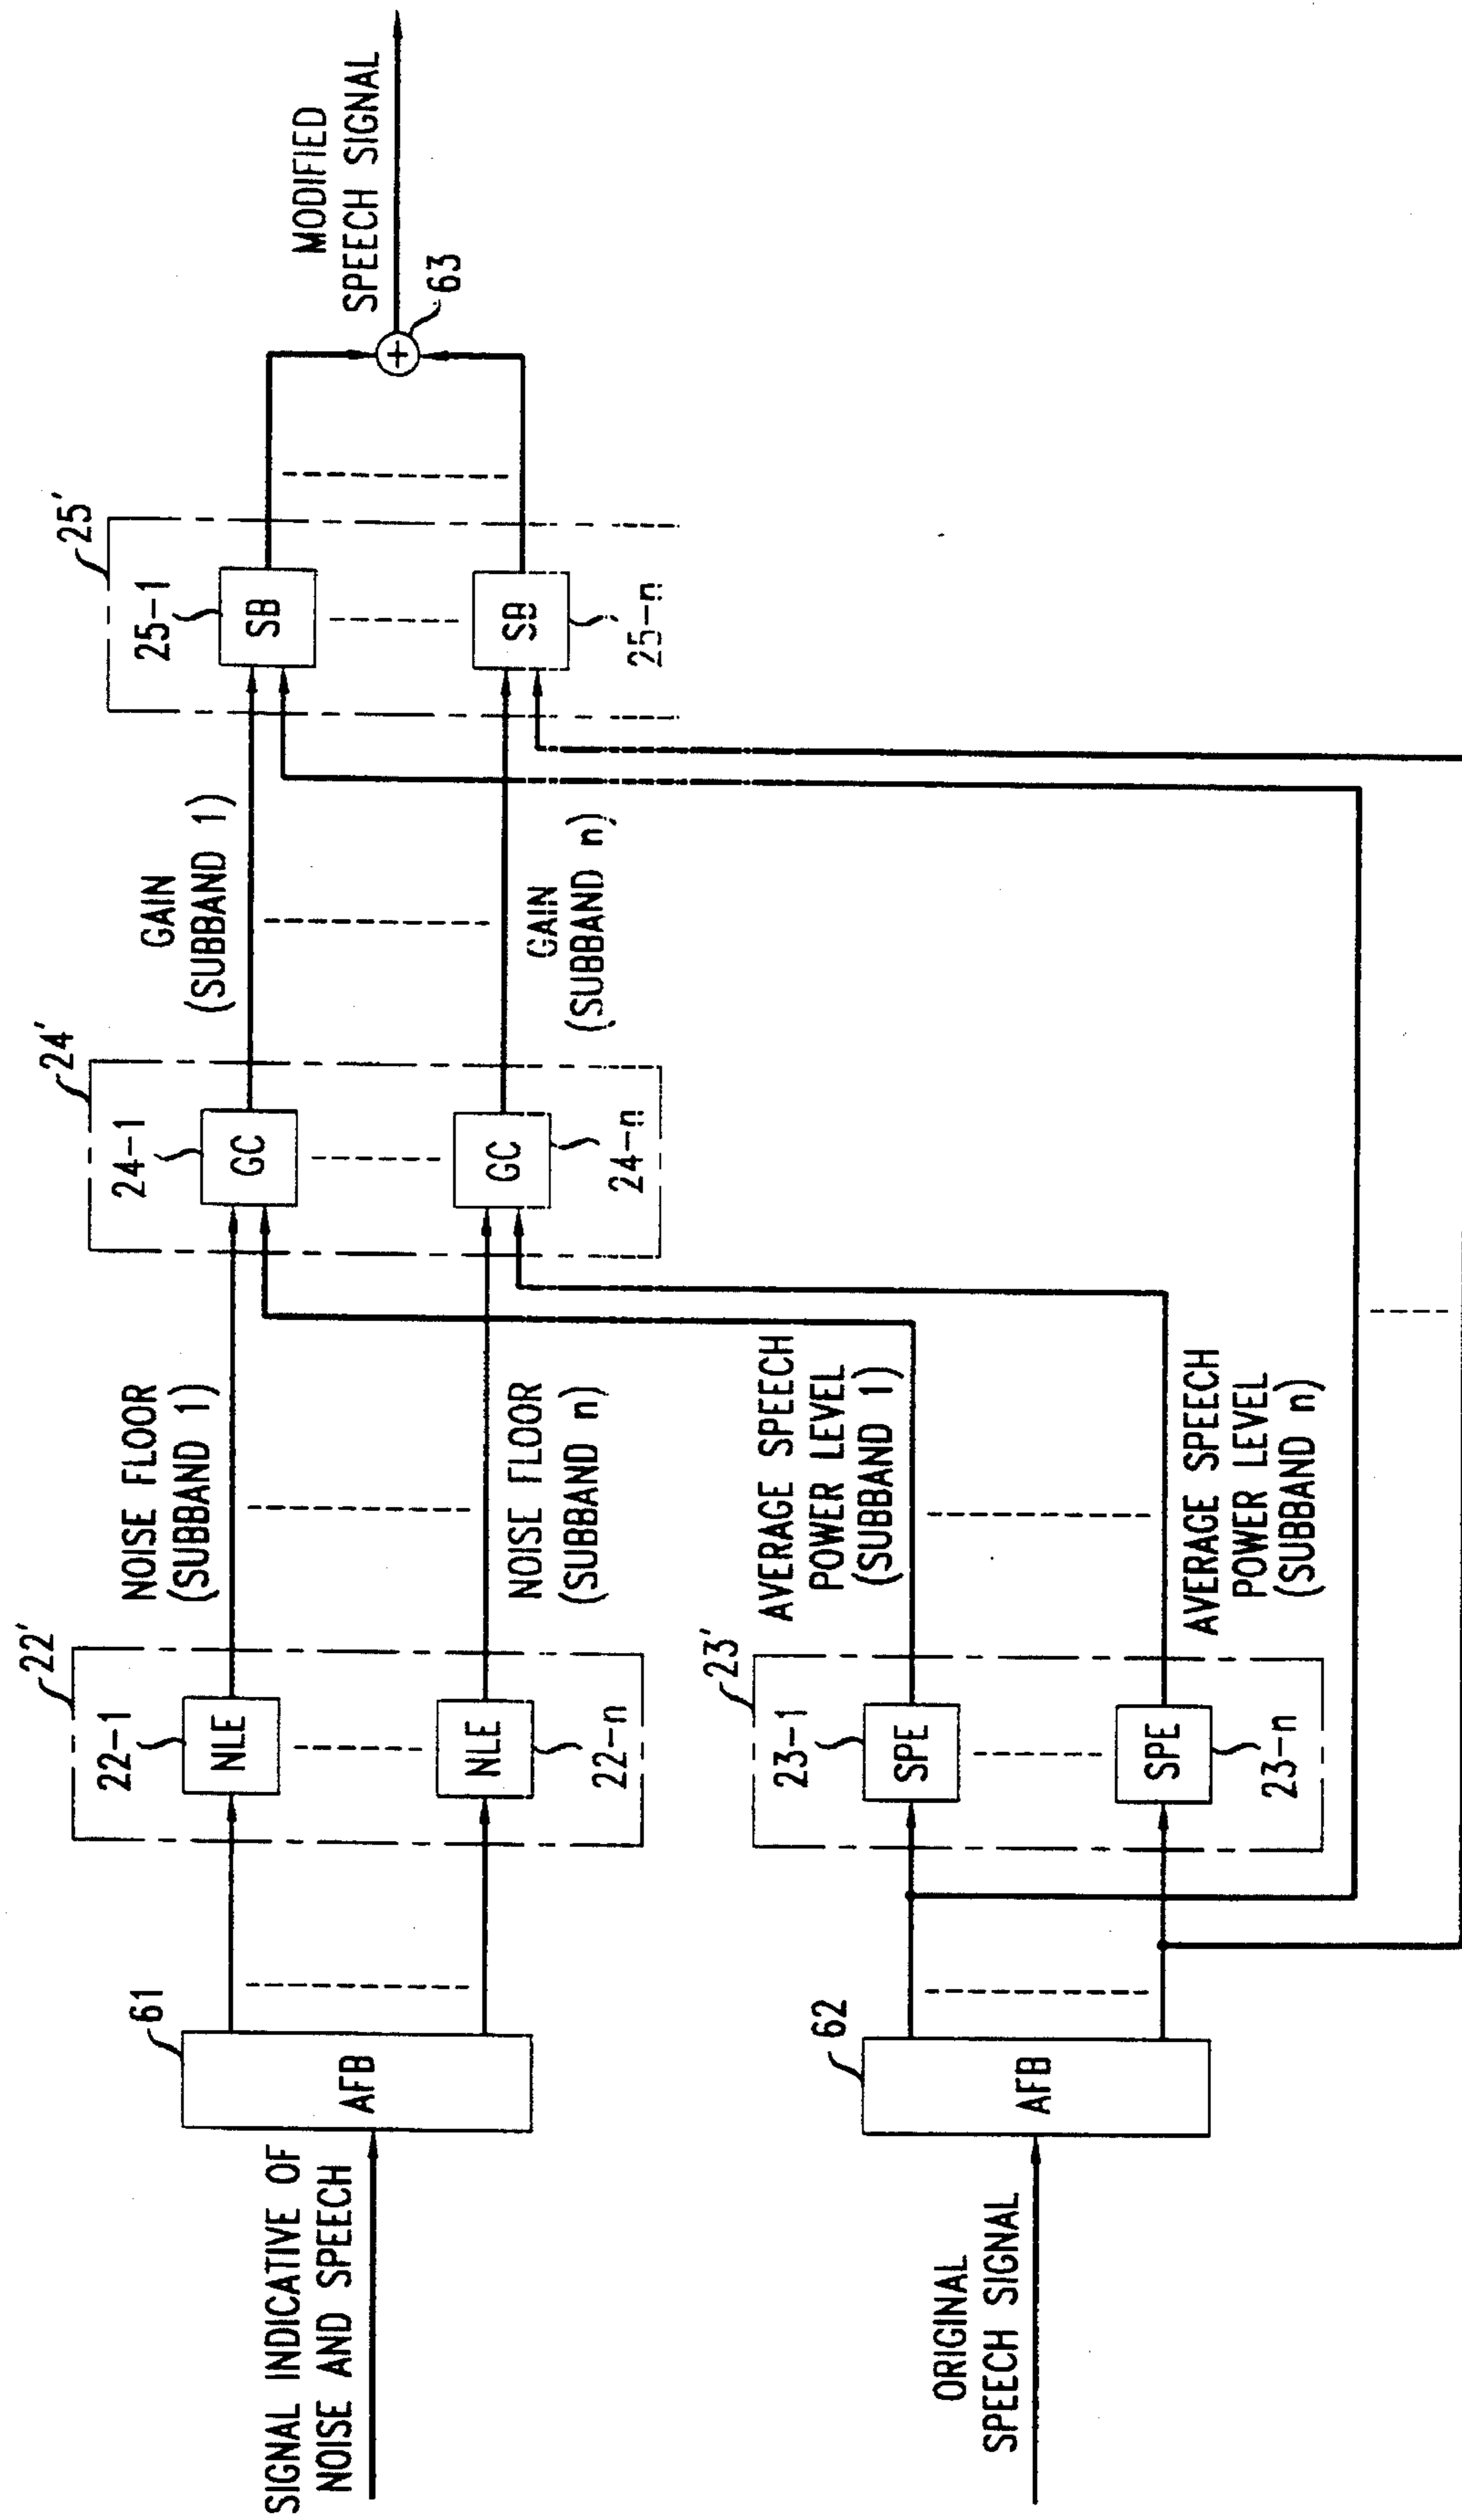 SIGNAL INDICATIVE OF
NOISE AND SPEECH
61
AFB
22'
22-1
NLE
NLE
22-n
NOISE FLOOR
(SUBBAND 1)
NOISE FLOOR
(SUBBAND n)
24'
24-1
GC
GC
24-n
GAIN
(SUBBAND 1)
GAIN
(SUBBAND n)
25'
25-1
SB
SB
25-n
+
63
MODIFIED
SPEECH SIGNAL
ORIGINAL
SPEECH SIGNAL
62
AFB
23'
23-1
SPE
SPE
23-n
AVERAGE SPEECH
POWER LEVEL
(SUBBAND 1)
AVERAGE SPEECH
POWER LEVEL
(SUBBAND n)